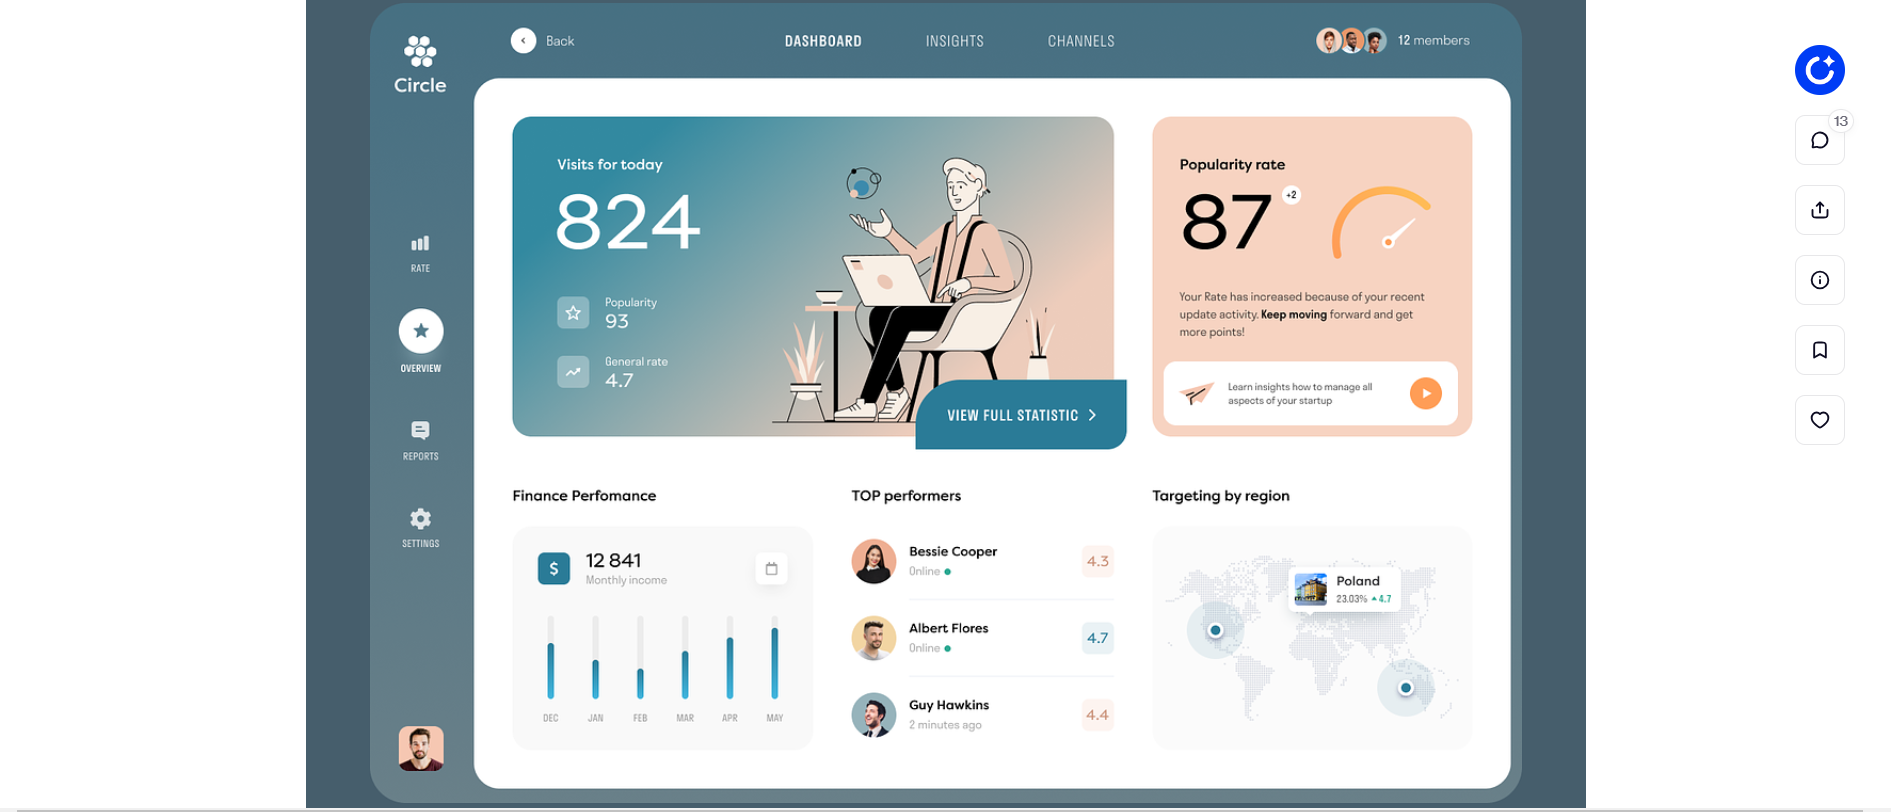 Circle
Back
DASHBOARD
INSIGHTS
CHANNELS
12 members
13
RATE
OVERVIEW
REPORTS
SETTINGS
Visits for today
824
Popularity
93
General rate
4.7
VIEW FULL STATISTIC
Popularity rate
87
+2
Your Rate has increased because of your recent
update activity. Keep moving forward and get
more points!
Learn insights how to manage all
aspects of your startup
Finance Perfomance
$
12 841
Monthly income
DEC JAN FEB MAR APR MAY
TOP performers
Bessie Cooper
Online
4.3
Albert Flores
Online
4.7
Guy Hawkins
2 minutes ago
4.4
Targeting by region
Poland
23.03% 4.7